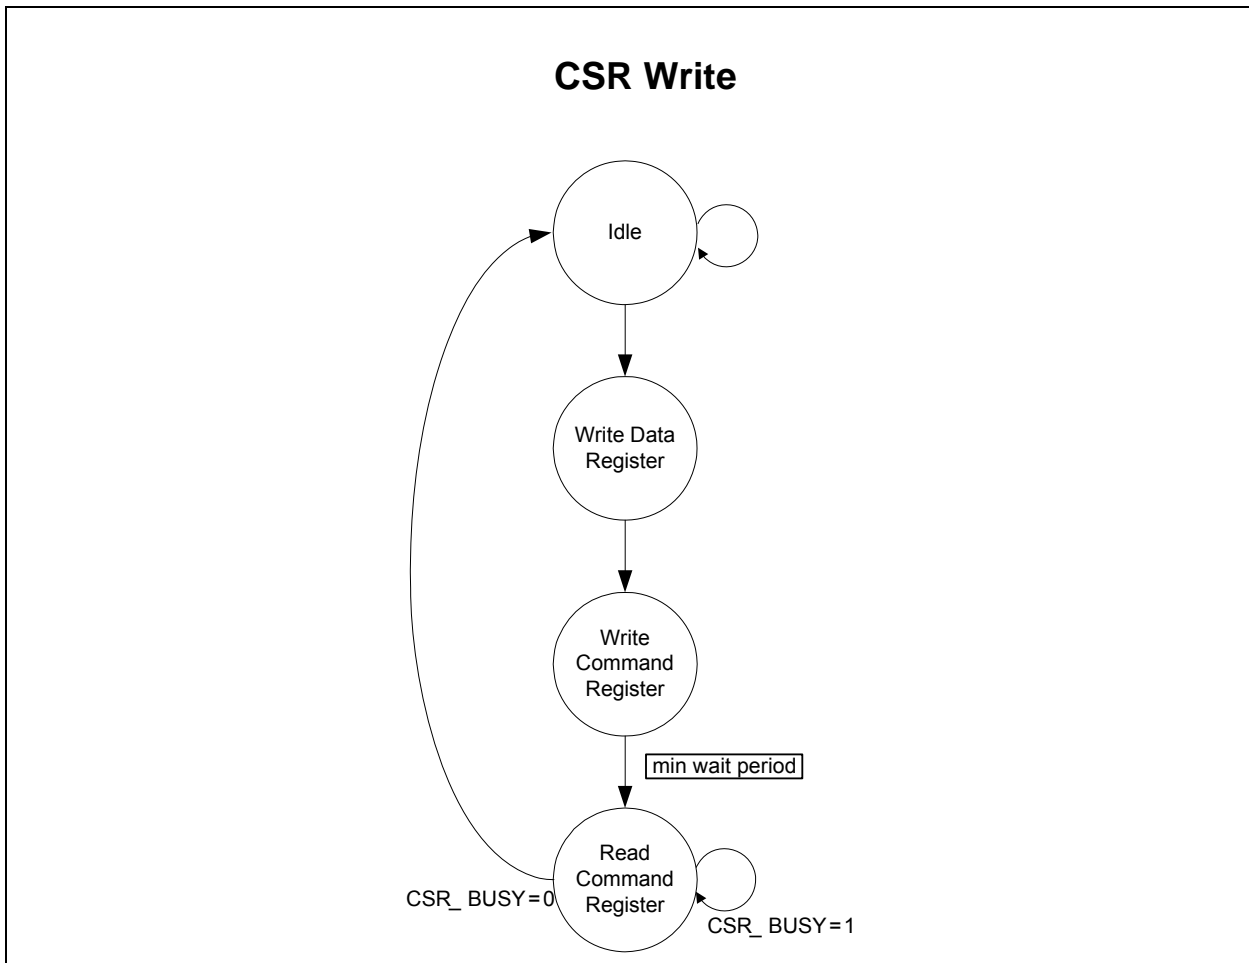 CSR Write
Idle
Write Data
Register
Write
Command
Register
min wait period
Read
Command
Register
CSR_ BUSY=0
CSR_ BUSY=1